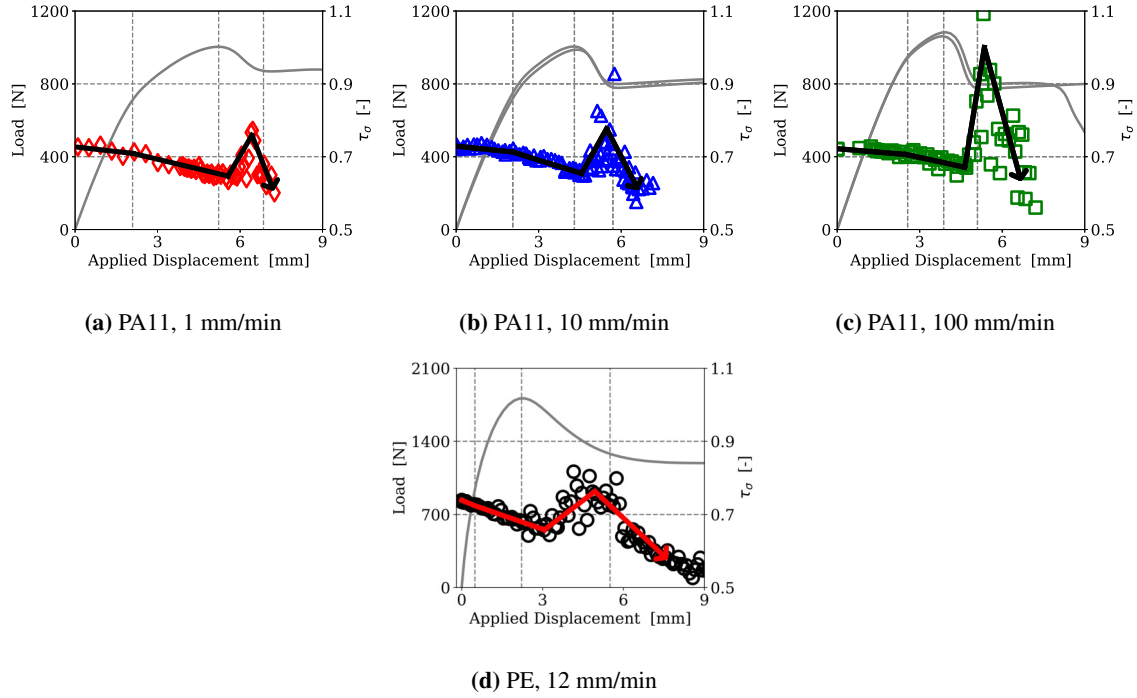 1200
800
400
0
Load [N]
0 3 6 9
Applied Displacement [mm]
1.1
0.9
0.7
0.5
τσ [-]
(a) PA11, 1 mm/min
1200
800
400
0
Load [N]
0 3 6 9
Applied Displacement [mm]
1.1
0.9
0.7
0.5
τσ [-]
(b) PA11, 10 mm/min
1200
800
400
0
Load [N]
0 3 6 9
Applied Displacement [mm]
1.1
0.9
0.7
0.5
τσ [-]
(c) PA11, 100 mm/min
2100
1400
700
0
Load [N]
0 3 6 9
Applied Displacement [mm]
1.1
0.9
0.7
0.5
τσ [-]
(d) PE, 12 mm/min